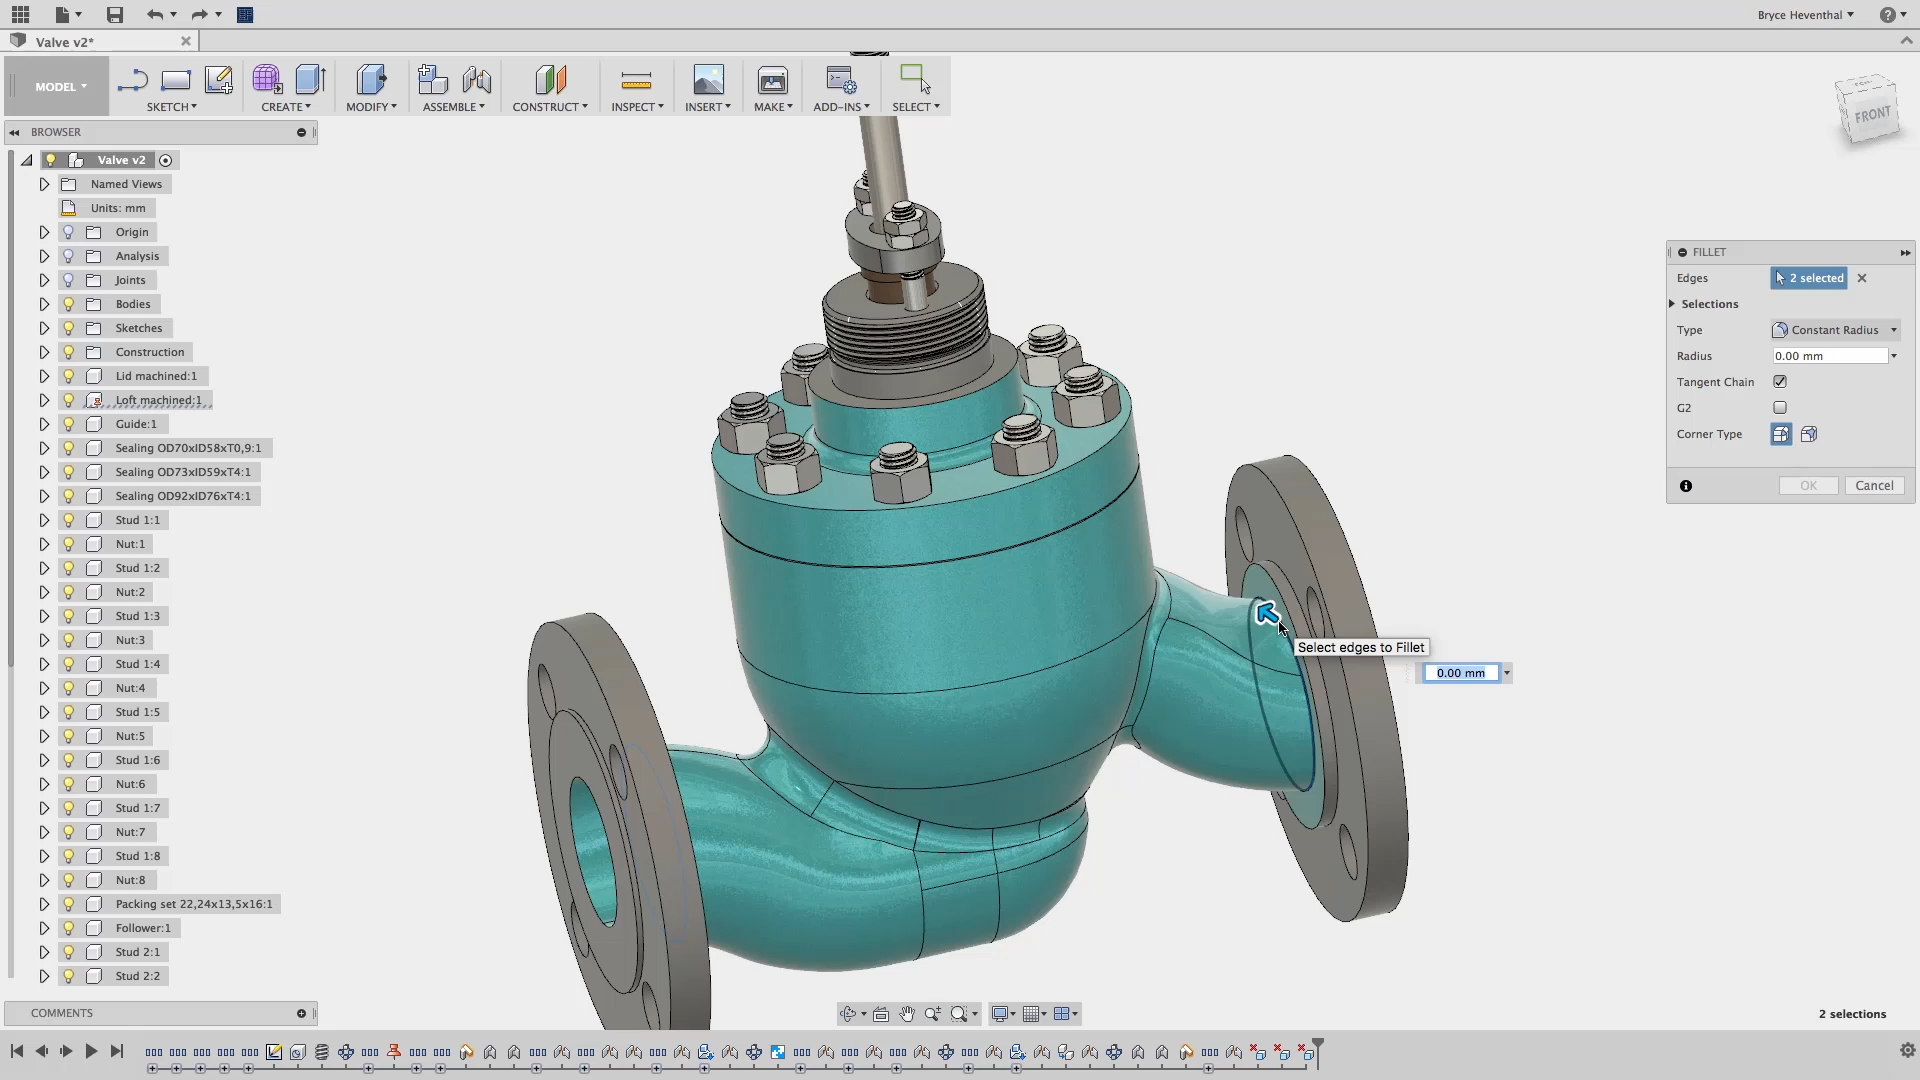 Bryce Heventhal
Valve v2*
MODEL
SKETCH
CREATE
MODIFY
ASSEMBLE
CONSTRUCT
INSPECT
INSERT
MAKE
ADD-INS
SELECT
FRONT
BROWSER
Valve v2
Named Views
Units: mm
Origin
Analysis
Joints
Bodies
Sketches
Construction
Lid machined:1
Loft machined:1
Guide:1
Sealing OD70xID58xT0,9:1
Sealing OD73xID59xT4:1
Sealing OD92xID76xT4:1
Stud 1:1
Nut:1
Stud 1:2
Nut:2
Stud 1:3
Nut:3
Stud 1:4
Nut:4
Stud 1:5
Nut:5
Stud 1:6
Nut:6
Stud 1:7
Nut:7
Stud 1:8
Nut:8
Packing set 22,24x13,5x16:1
Follower:1
Stud 2:1
Stud 2:2
FILLET
Edges 2 selected
Selections
Type Constant Radius
Radius 0.00 mm
Tangent Chain
G2
Corner Type
OK Cancel
Select edges to Fillet
0.00 mm
COMMENTS
2 selections